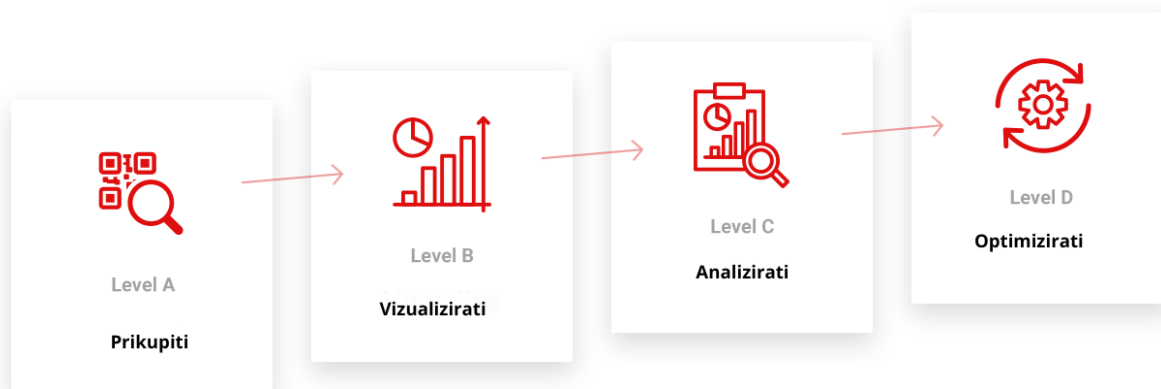 Level A
Prikupiti
Level B
Vizualizirati
Level C
Analizirati
Level D
Optimizirati